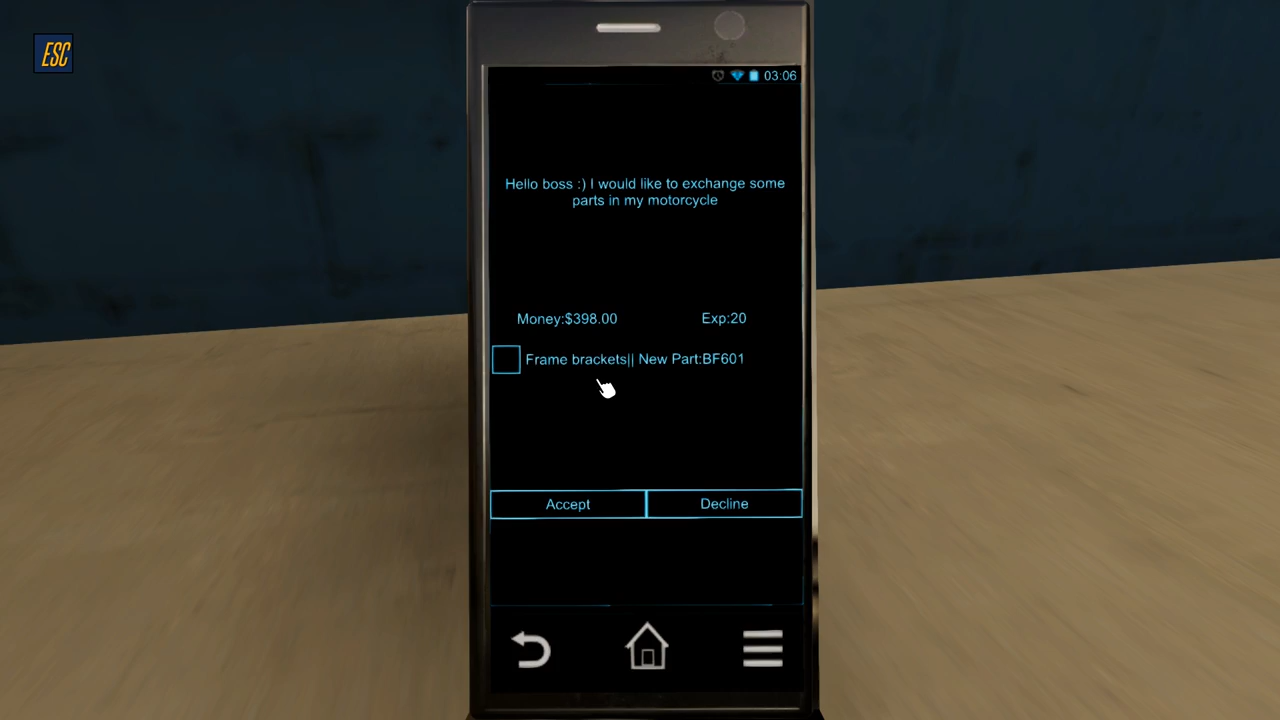 ESC
03:06
Hello boss :) I would like to exchange some
parts in my motorcycle
Money:$398.00 Exp:20
Frame brackets|| New Part:BF601
Accept Decline